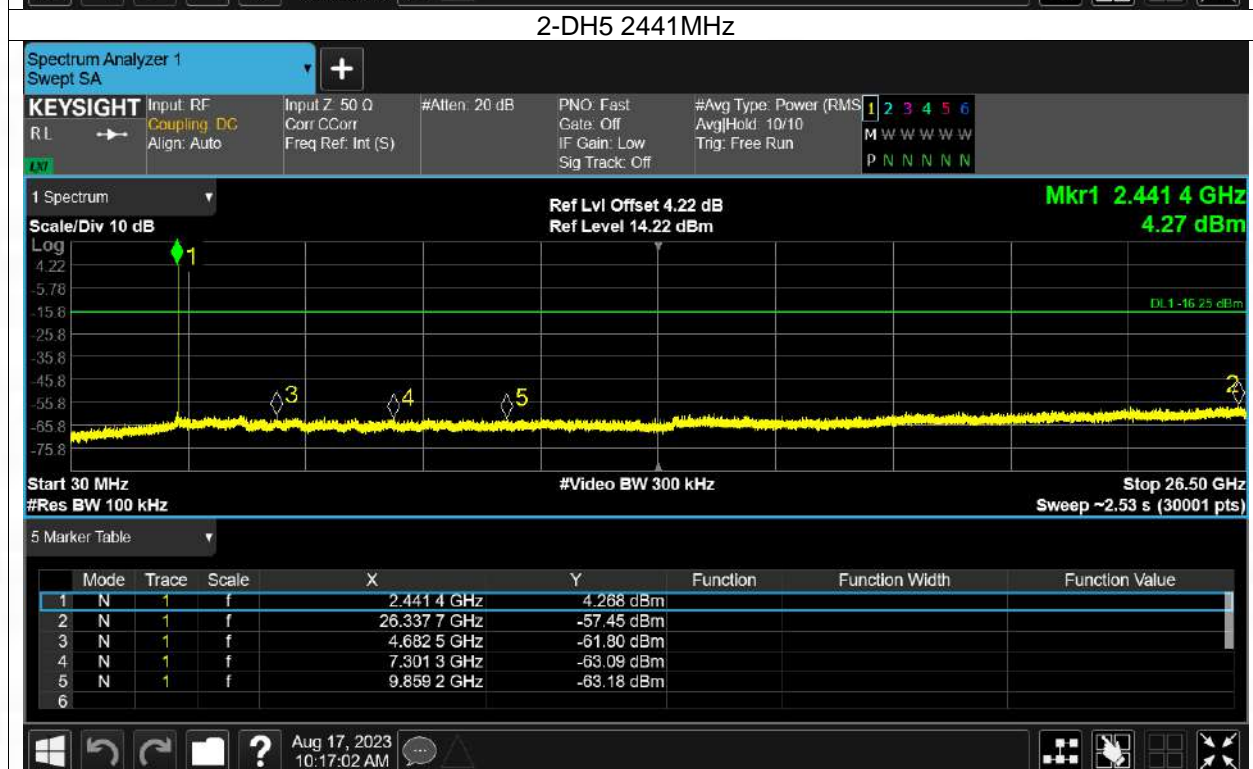 2-DH5 2441MHz
Spectrum Analyzer 1
Swept SA
+
KEYSIGHT
RL
LXI
Input: RF
Coupling: DC
Align: Auto
Input Z: 50 Ω
Corr CCorr
Freq Ref: Int (S)
#Atten: 20 dB
PNO: Fast
Gate: Off
IF Gain: Low
Sig Track: Off
#Avg Type: Power (RMS
Avg|Hold: 10/10
Trig: Free Run
1 2 3 4 5 6
M W W W W W
P N N N N N
1 Spectrum
Scale/Div 10 dB
Ref Lvl Offset 4.22 dB
Ref Level 14.22 dBm
Mkr1 2.441 4 GHz
4.27 dBm
Log
4.22
-5.78
-15.8
-25.8
-35.8
-45.8
-55.8
-65.8
-75.8
1
DL1 -16.25 dBm
3
4
5
2
Start 30 MHz
#Video BW 300 kHz
Stop 26.50 GHz
#Res BW 100 kHz
Sweep ~2.53 s (30001 pts)
5 Marker Table
Mode Trace Scale X Y Function Function Width Function Value
1 N 1 f 2.441 4 GHz 4.268 dBm
2 N 1 f 26.337 7 GHz -57.45 dBm
3 N 1 f 4.682 5 GHz -61.80 dBm
4 N 1 f 7.301 3 GHz -63.09 dBm
5 N 1 f 9.859 2 GHz -63.18 dBm
6
?
Aug 17, 2023
10:17:02 AM